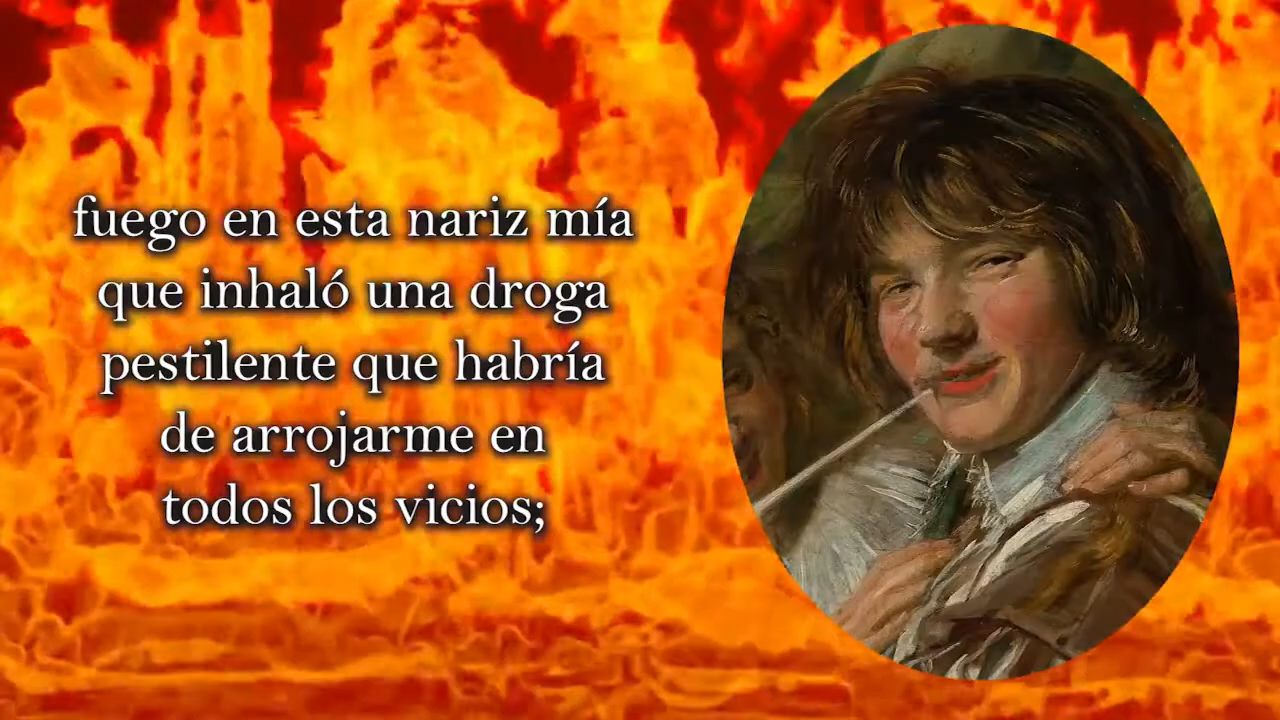 fuego en esta nariz mía
que inhaló una droga
pestilente que habría
de arrojarme en
todos los vicios;